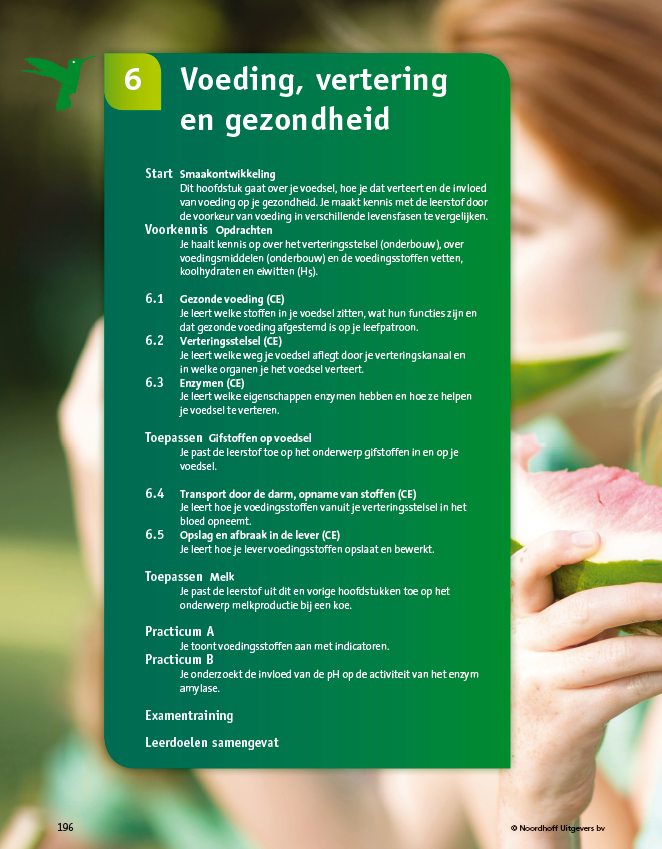 6 Voeding, vertering
en gezondheid
Start Smaakontwikkeling
Dit hoofdstuk gaat over je voedsel, hoe je dat verteert en de invloed
van voeding op je gezondheid. Je maakt kennis met de leerstof door
de voorkeur van voeding in verschillende levensfasen te vergelijken.
Voorkennis Opdrachten
Je haalt kennis op over het verteringsstelsel (onderbouw), over
voedingsmiddelen (onderbouw) en de voedingsstoffen vetten,
koolhydraten en eiwitten (H5).
6.1 Gezonde voeding (CE)
Je leert welke stoffen in je voedsel zitten, wat hun functies zijn en
dat gezonde voeding afgestemd is op je leefpatroon.
6.2 Verteringsstelsel (CE)
Je leert welke weg je voedsel aflegt door je verteringskanaal en
in welke organen je het voedsel verteert.
6.3 Enzymen (CE)
Je leert welke eigenschappen enzymen hebben en hoe ze helpen
je voedsel te verteren.
Toepassen Gifstoffen op voedsel
Je past de leerstof toe op het onderwerp gifstoffen in en op je
voedsel.
6.4 Transport door de darm, opname van stoffen (CE)
Je leert hoe je voedingsstoffen vanuit je verteringsstelsel in het
bloed opneemt.
6.5 Opslag en afbraak in de lever (CE)
Je leert hoe je lever voedingsstoffen opslaat en bewerkt.
Toepassen Melk
Je past de leerstof uit dit en vorige hoofdstukken toe op het
onderwerp melkproductie bij een koe.
Practicum A
Je toont voedingsstoffen aan met indicatoren.
Practicum B
Je onderzoekt de invloed van de pH op de activiteit van het enzym
amylase.
Examentraining
Leerdoelen samengevat
196
© Noordhoff Uitgevers bv